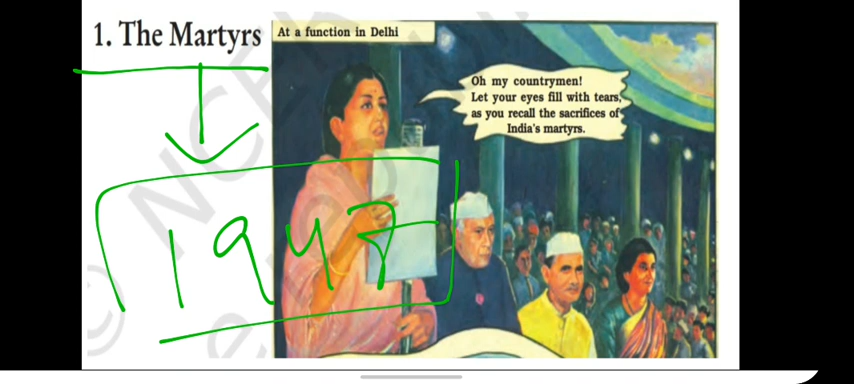 1. The Martyrs
At a function in Delhi
Oh my countrymen!
Let your eyes fill with tears,
as you recall the sacrifices of
India's martyrs.
1947